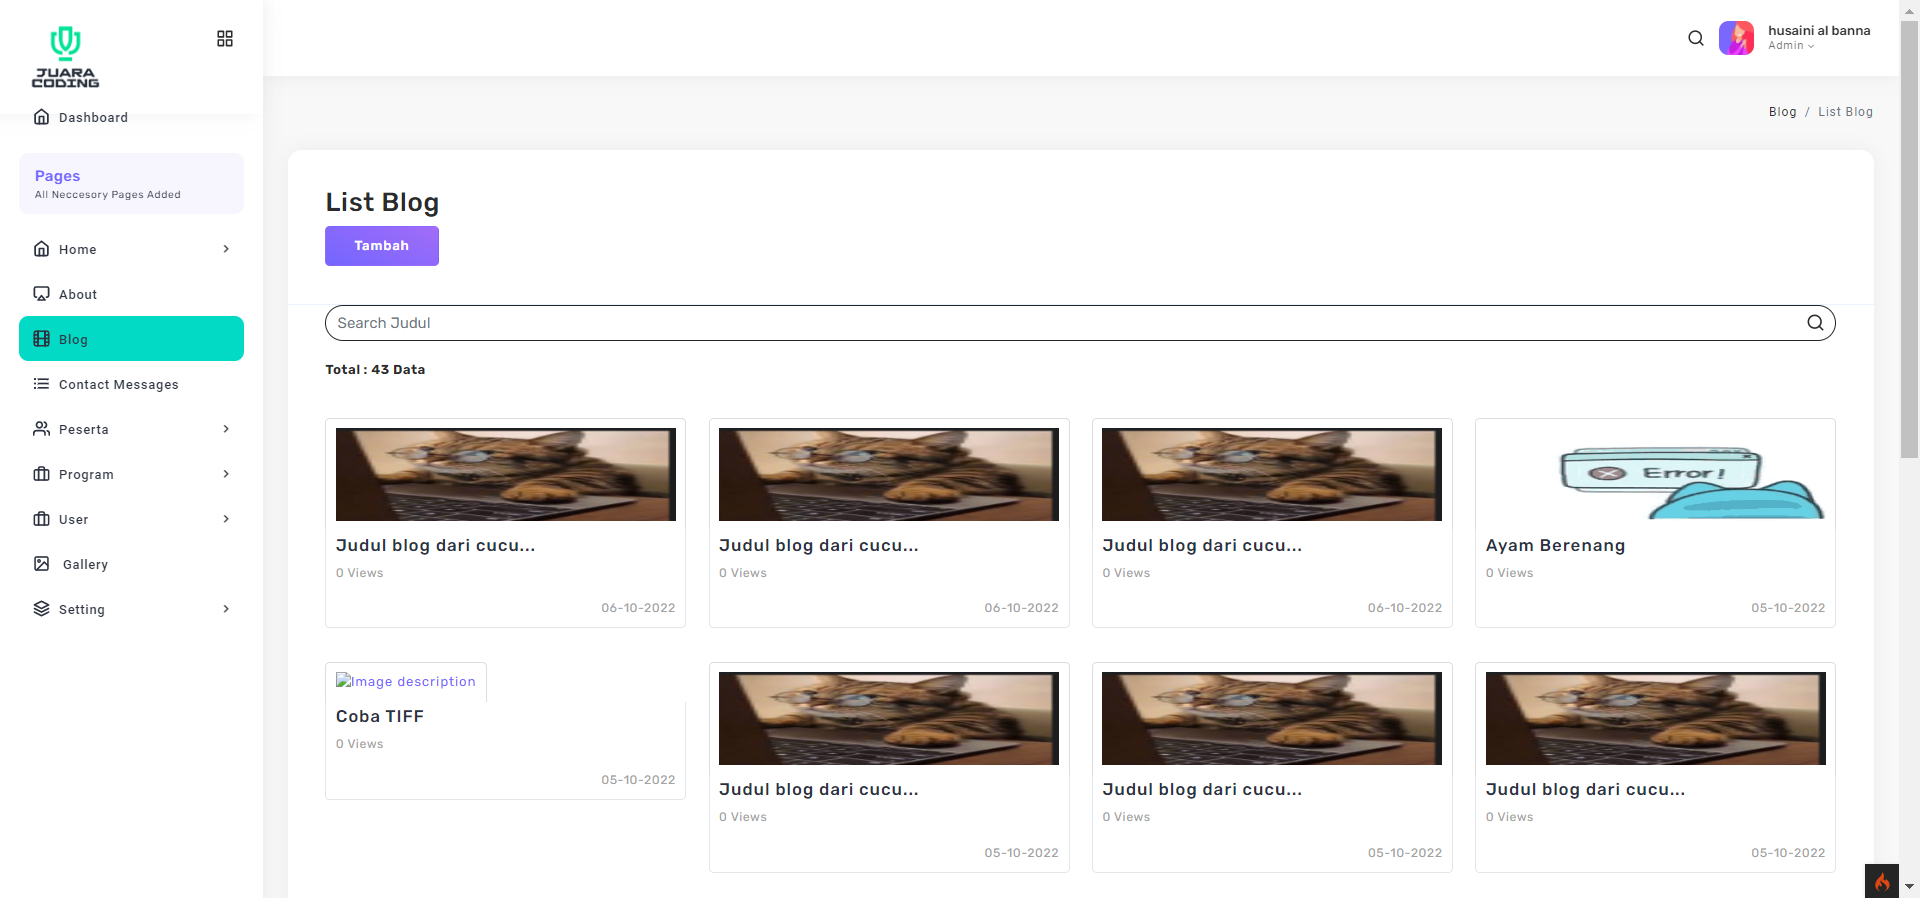 JUARA
CODING
husaini al banna
Admin
Dashboard
Blog / List Blog
Pages
All Neccesory Pages Added
Home
About
Blog
Contact Messages
Peserta
Program
User
Gallery
Setting
List Blog
Tambah
Search Judul
Total : 43 Data
Error!
Judul blog dari cucu...
0 Views
06-10-2022
Judul blog dari cucu...
0 Views
06-10-2022
Judul blog dari cucu...
0 Views
06-10-2022
Ayam Berenang
0 Views
05-10-2022
Image description
Coba TIFF
0 Views
05-10-2022
Judul blog dari cucu...
0 Views
05-10-2022
Judul blog dari cucu...
0 Views
05-10-2022
Judul blog dari cucu...
0 Views
05-10-2022